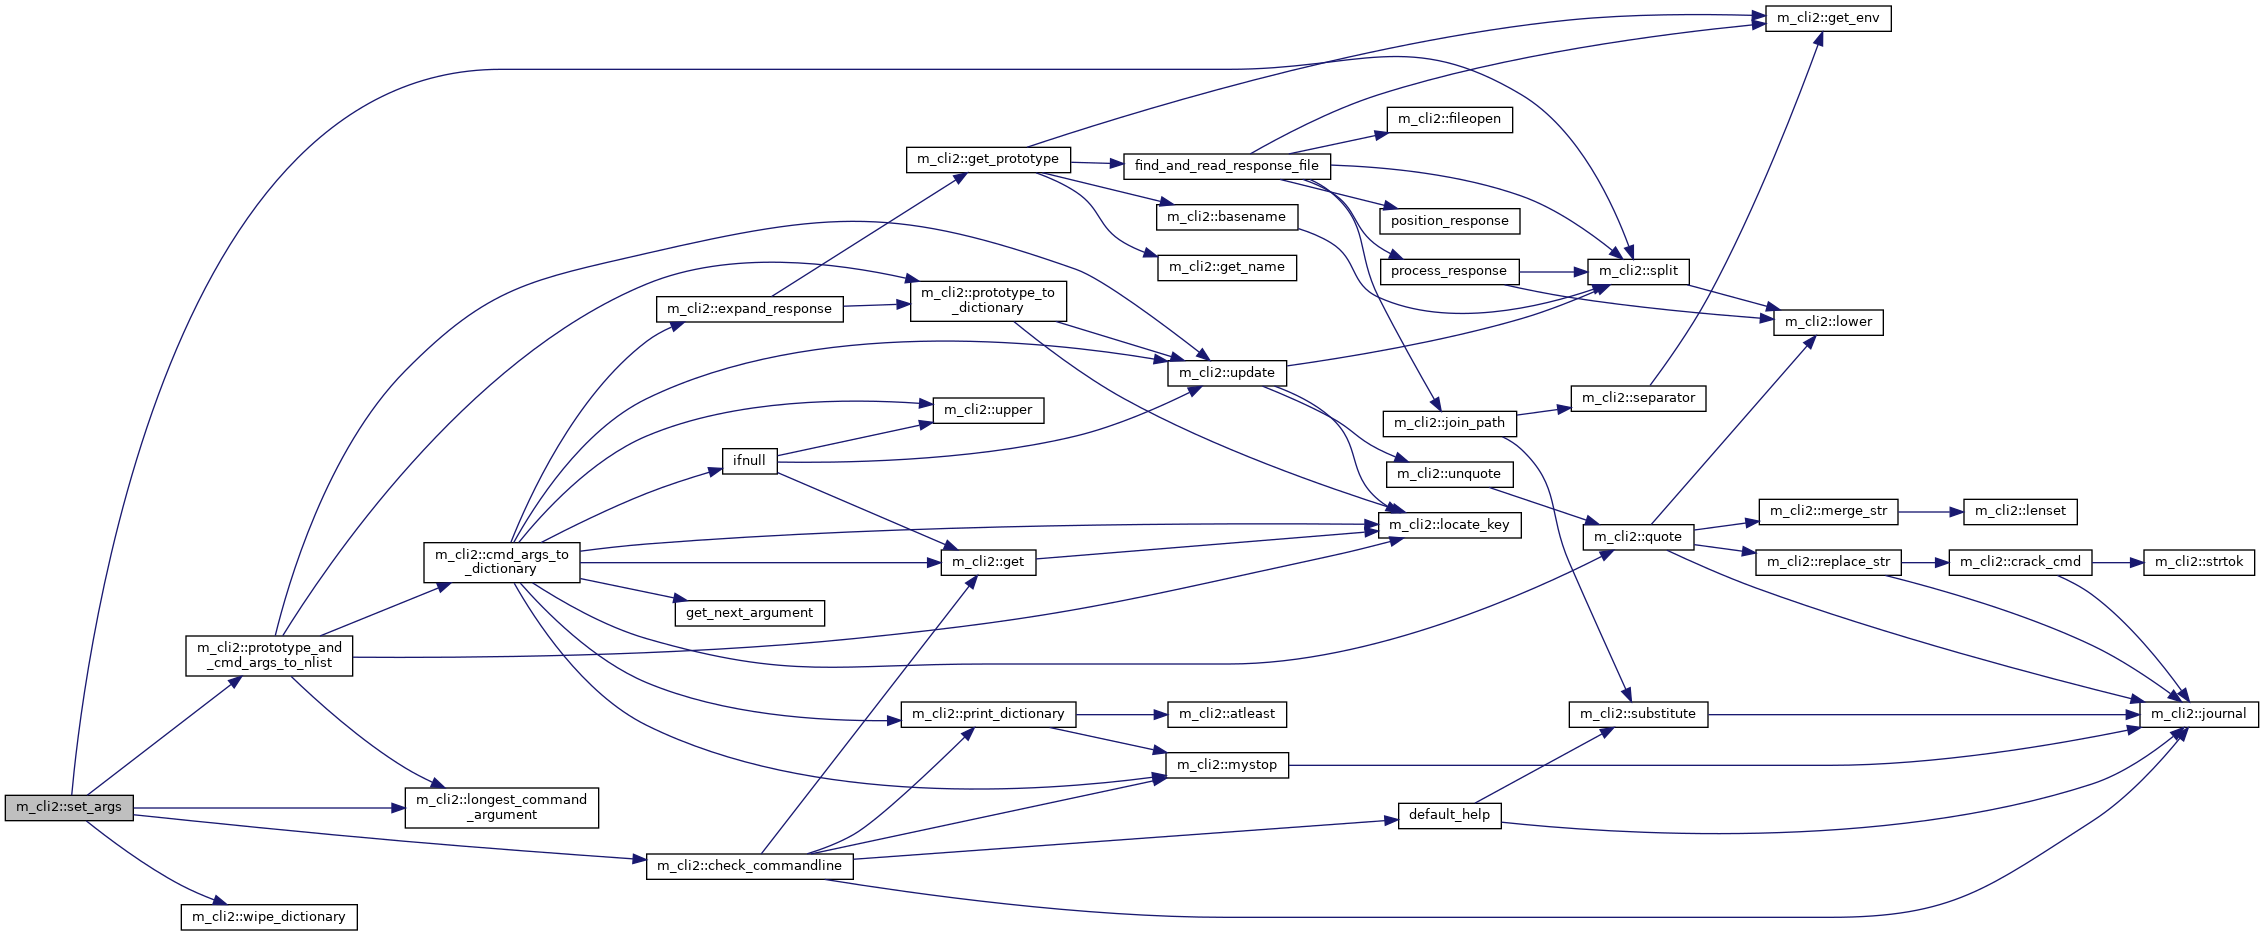 m_cli2::get_env
m_cli2::fileopen
m_cli2::get_prototype
find_and_read_response_file
m_cli2::basename
position_response
m_cli2::get_name
process_response
m_cli2::split
m_cli2::expand_response
m_cli2::prototype_to
_dictionary
m_cli2::lower
m_cli2::update
m_cli2::upper
m_cli2::separator
m_cli2::join_path
ifnull
m_cli2::unquote
m_cli2::locate_key
m_cli2::merge_str
m_cli2::lenset
m_cli2::quote
m_cli2::cmd_args_to
_dictionary
m_cli2::get
m_cli2::replace_str
m_cli2::crack_cmd
m_cli2::strtok
get_next_argument
m_cli2::prototype_and
_cmd_args_to_nlist
m_cli2::print_dictionary
m_cli2::atleast
m_cli2::substitute
m_cli2::journal
m_cli2::mystop
m_cli2::set_args
m_cli2::longest_command
_argument
default_help
m_cli2::check_commandline
m_cli2::wipe_dictionary